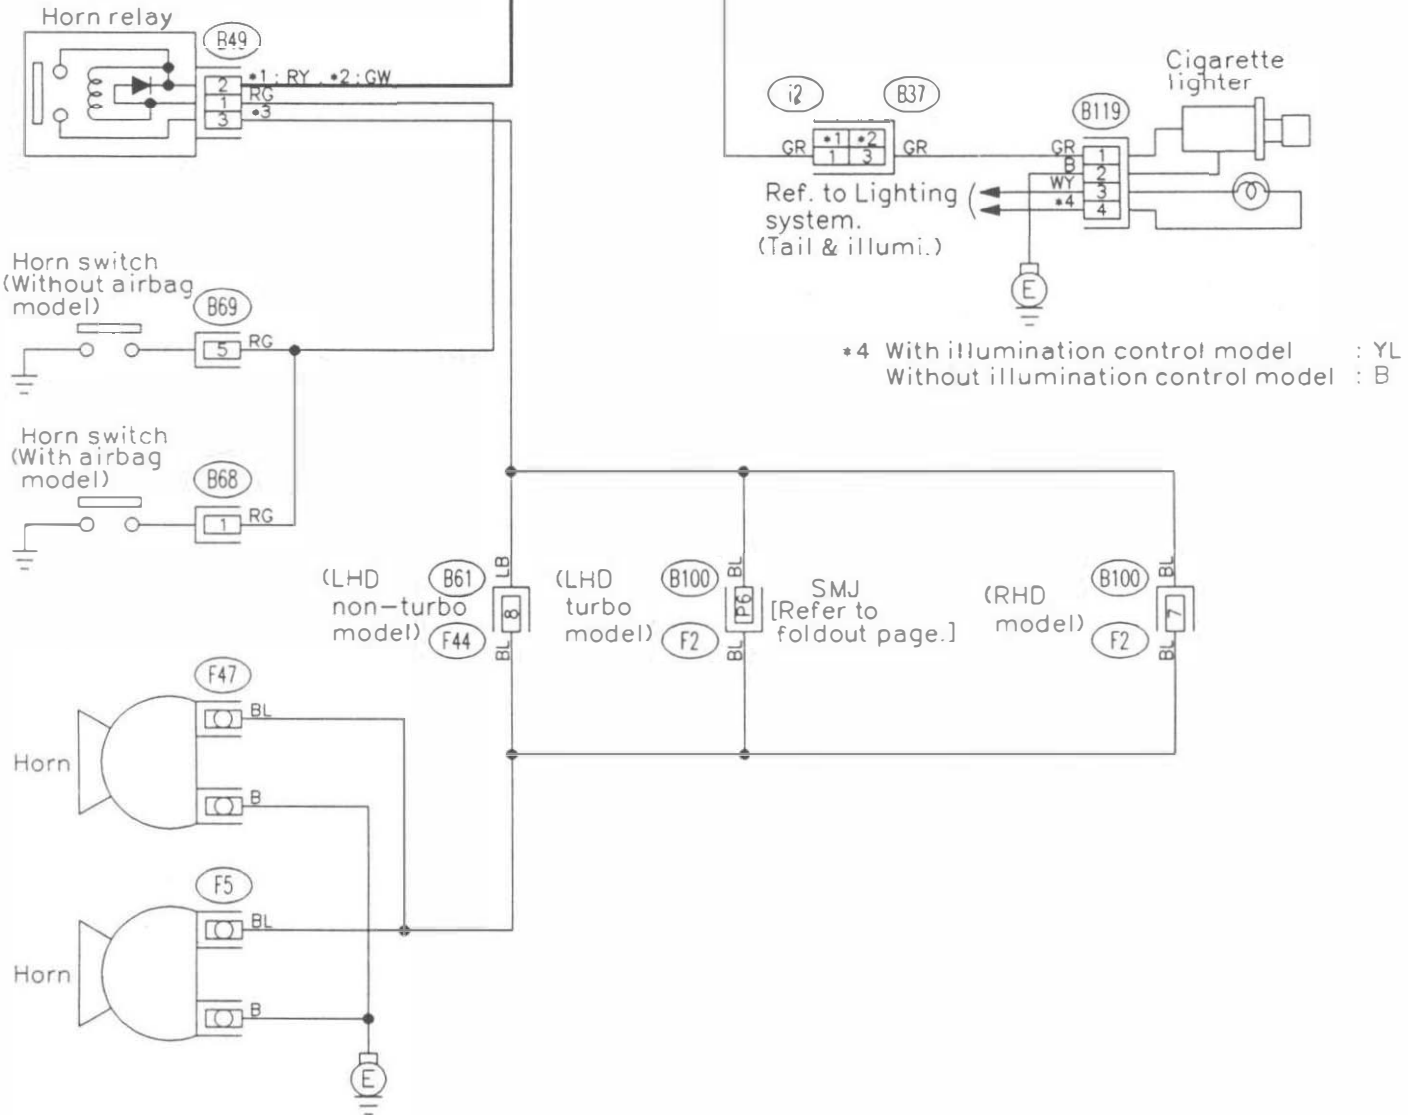 Horn relay
B49
2
*1 : RY , *2 : GW
1
RG
3
*3
i2
B37
GR
*1 *2
1 3
GR
Cigarette
lighter
B119
GR
1
B
2
WY
3
*4
4
Ref. to Lighting
system.
(Tail & illumi.)
E
*4 With illumination control model : YL
Without illumination control model : B
Horn switch
(Without airbag
model)
B69
5
RG
Horn switch
(With airbag
model)
B68
1
RG
(LHD
non-turbo
model)
B61
F44
LB
8
BL
(LHD
turbo
model)
B100
F2
BL
P6
BL
SMJ
[Refer to
foldout page.]
(RHD
model)
B100
F2
BL
7
BL
F47
BL
Horn
B
F5
BL
Horn
B
E